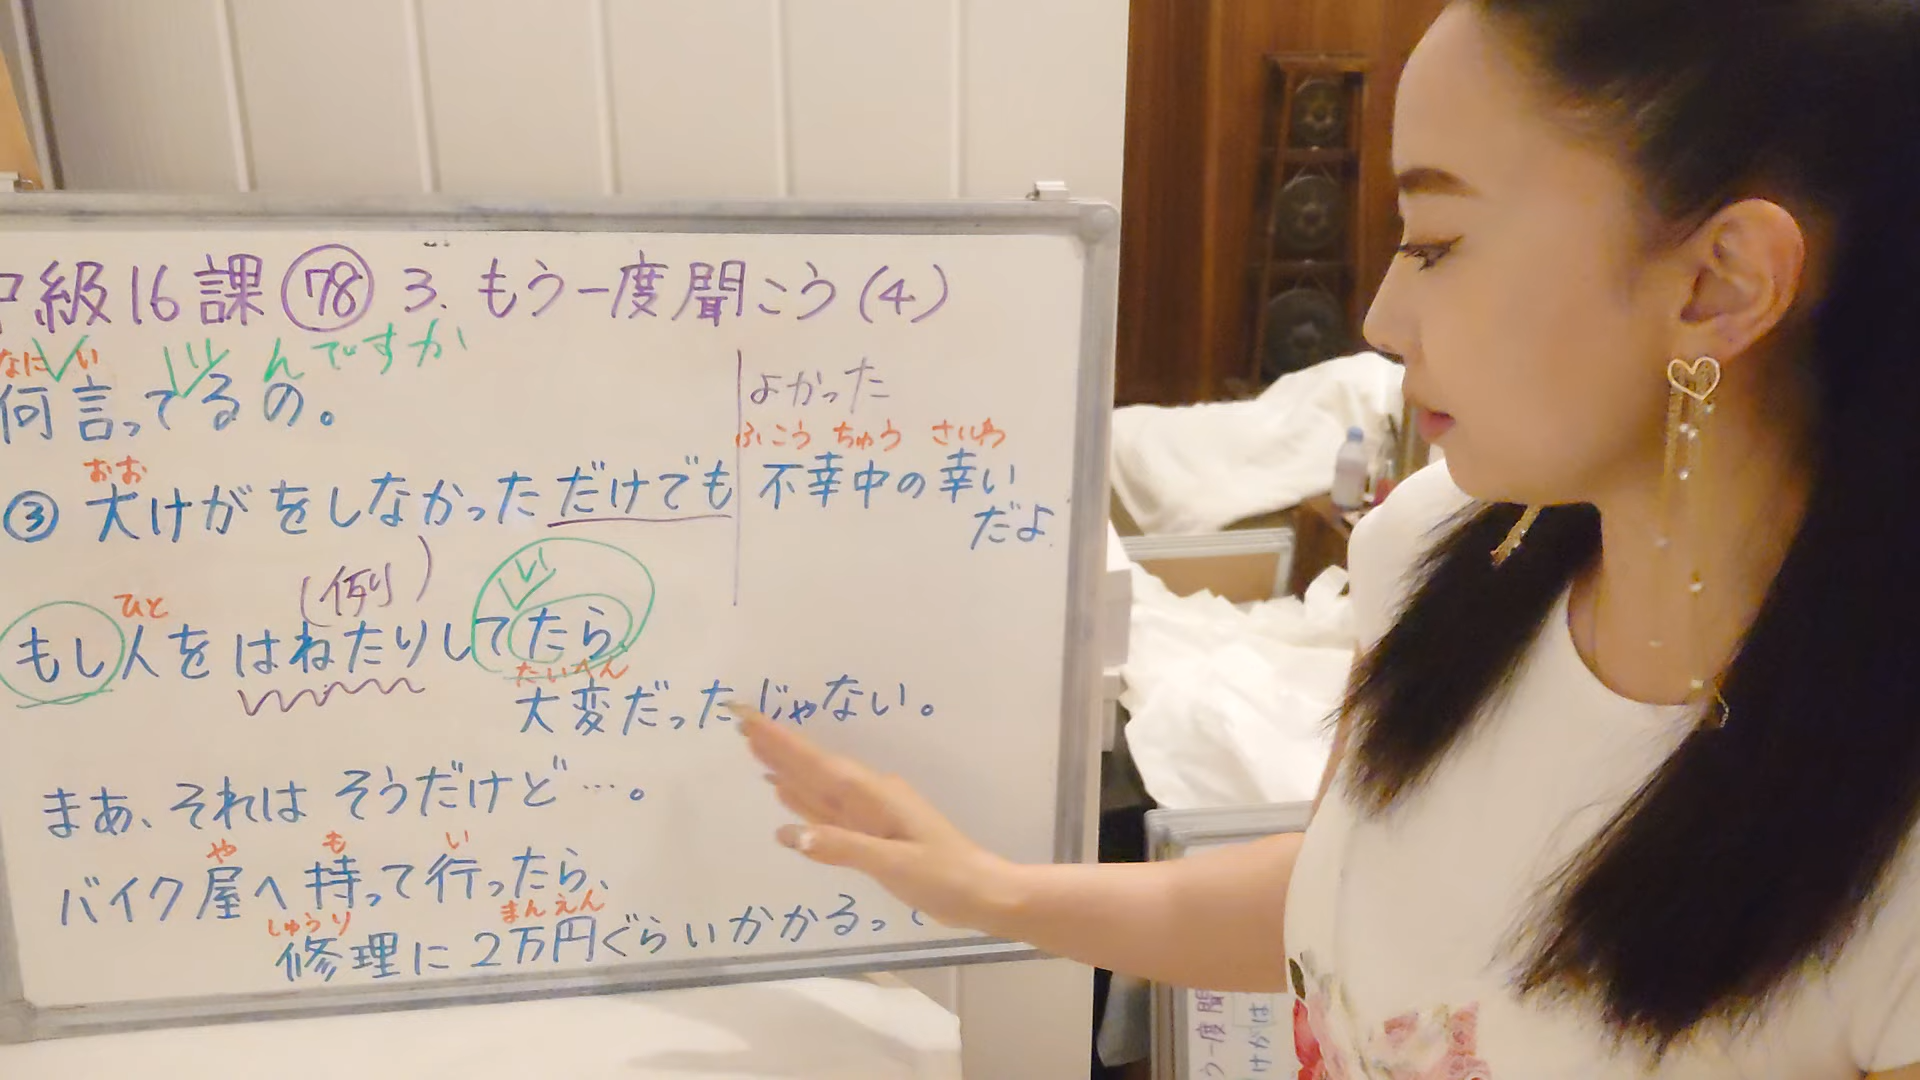 級16課 78 3. もう一度聞こう(4)
んですか
なに い
何言ってるの。
よかった
おお
ふこう ちゅう さいわ
③ 大けがをしなかっただけでも 不幸中の幸い
だよ
(例)
い
ひと
もし人をはねたりしてたら、
たいへん
大変だったじゃない。
まあ、それはそうだけど…。
や も い
バイク屋へ持って行ったら、
しゅうり まん えん
修理に2万円ぐらいかかるって
う一度聞
けが
は